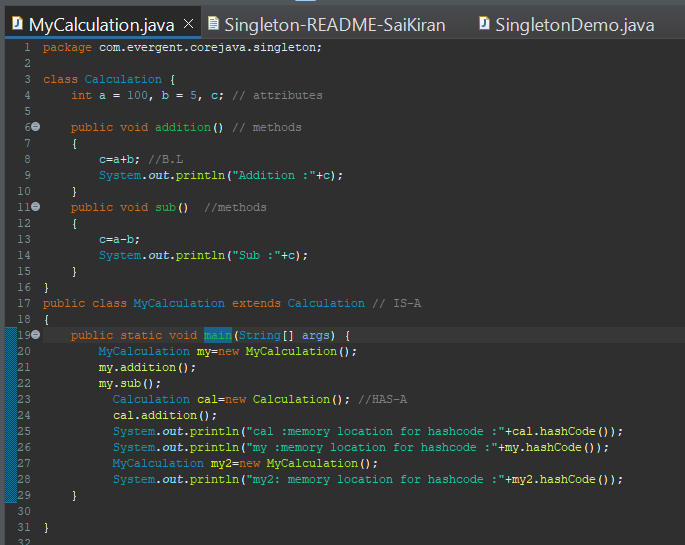 MyCalculation.java Singleton-README-SaiKiran SingletonDemo.java
1 package com.evergent.corejava.singleton;
2
3 class Calculation {
4 int a = 100, b = 5, c; // attributes
5
6 public void addition() // methods
7 {
8 c=a+b; //B.L
9 System.out.println("Addition :"+c);
10 }
11 public void sub()  //methods
12 {
13 c=a-b;
14 System.out.println("Sub :"+c);
15 }
16 }
17 public class MyCalculation extends Calculation // IS-A
18 {
19 public static void main(String[] args) {
20 MyCalculation my=new MyCalculation();
21 my.addition();
22 my.sub();
23 Calculation cal=new Calculation(); //HAS-A
24 cal.addition();
25 System.out.println("cal :memory location for hashcode :"+cal.hashCode());
26 System.out.println("my :memory location for hashcode :"+my.hashCode());
27 MyCalculation my2=new MyCalculation();
28 System.out.println("my2: memory location for hashcode :"+my2.hashCode());
29 }
30
31 }
32